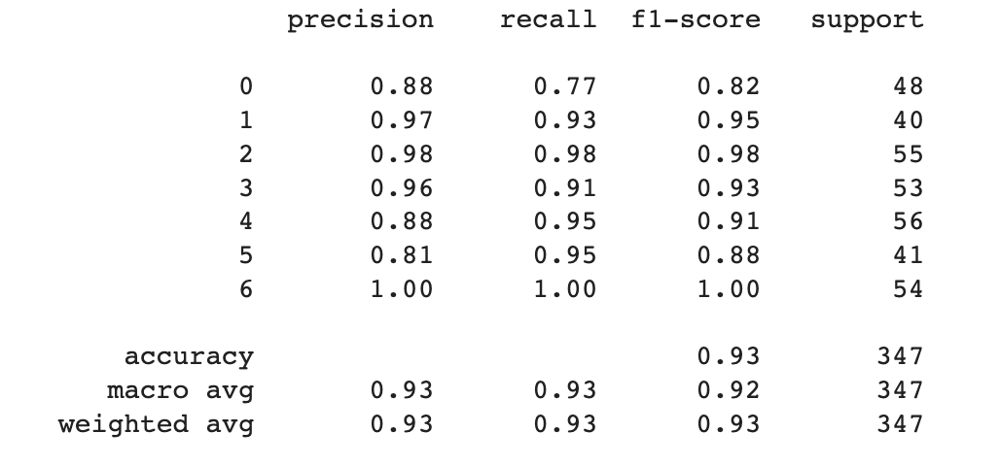 precision recall f1-score support
0 0.88 0.77 0.82 48
1 0.97 0.93 0.95 40
2 0.98 0.98 0.98 55
3 0.96 0.91 0.93 53
4 0.88 0.95 0.91 56
5 0.81 0.95 0.88 41
6 1.00 1.00 1.00 54
accuracy 0.93 347
macro avg 0.93 0.93 0.92 347
weighted avg 0.93 0.93 0.93 347